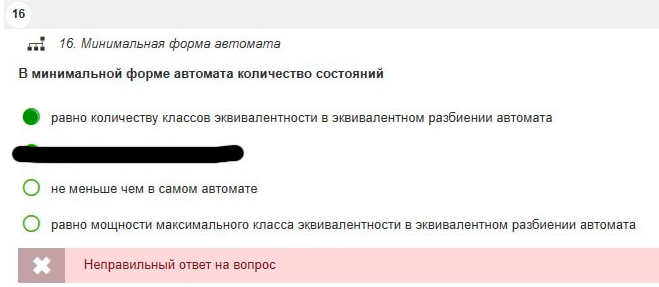 16
16. Минимальная форма автомата
В минимальной форме автомата количество состояний
равно количеству классов эквивалентности в эквивалентном разбиении автомата
не меньше чем в самом автомате
равно мощности максимального класса эквивалентности в эквивалентном разбиении автомата
Неправильный ответ на вопрос